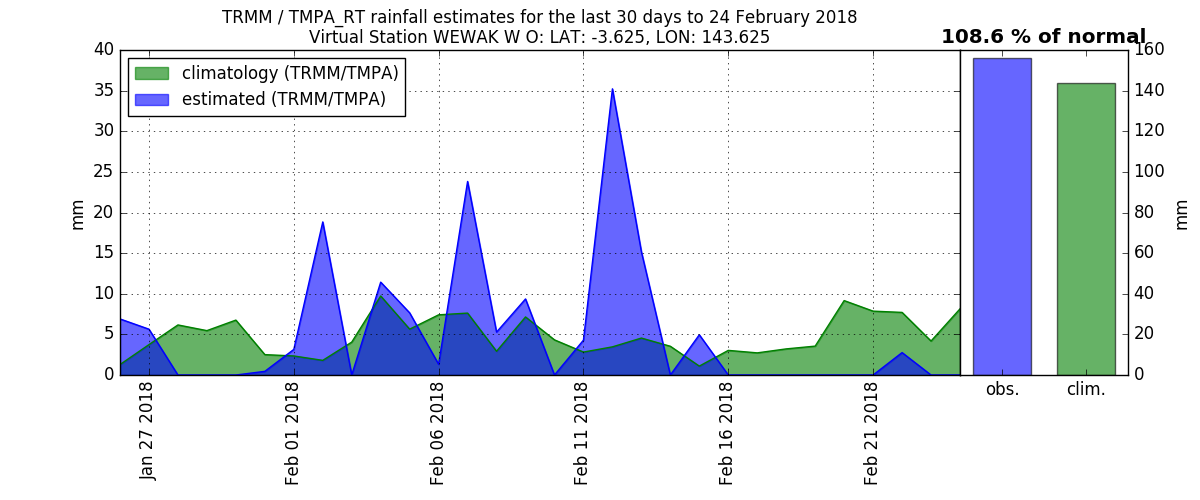 TRMM / TMPA_RT rainfall estimates for the last 30 days to 24 February 2018
Virtual Station WEWAK W O: LAT: -3.625, LON: 143.625
108.6 % of normal
climatology (TRMM/TMPA)
estimated (TRMM/TMPA)
40
35
30
25
20
15
10
5
0
mm
Jan 27 2018
Feb 01 2018
Feb 06 2018
Feb 11 2018
Feb 16 2018
Feb 21 2018
160
140
120
100
80
60
40
20
0
mm
obs.
clim.